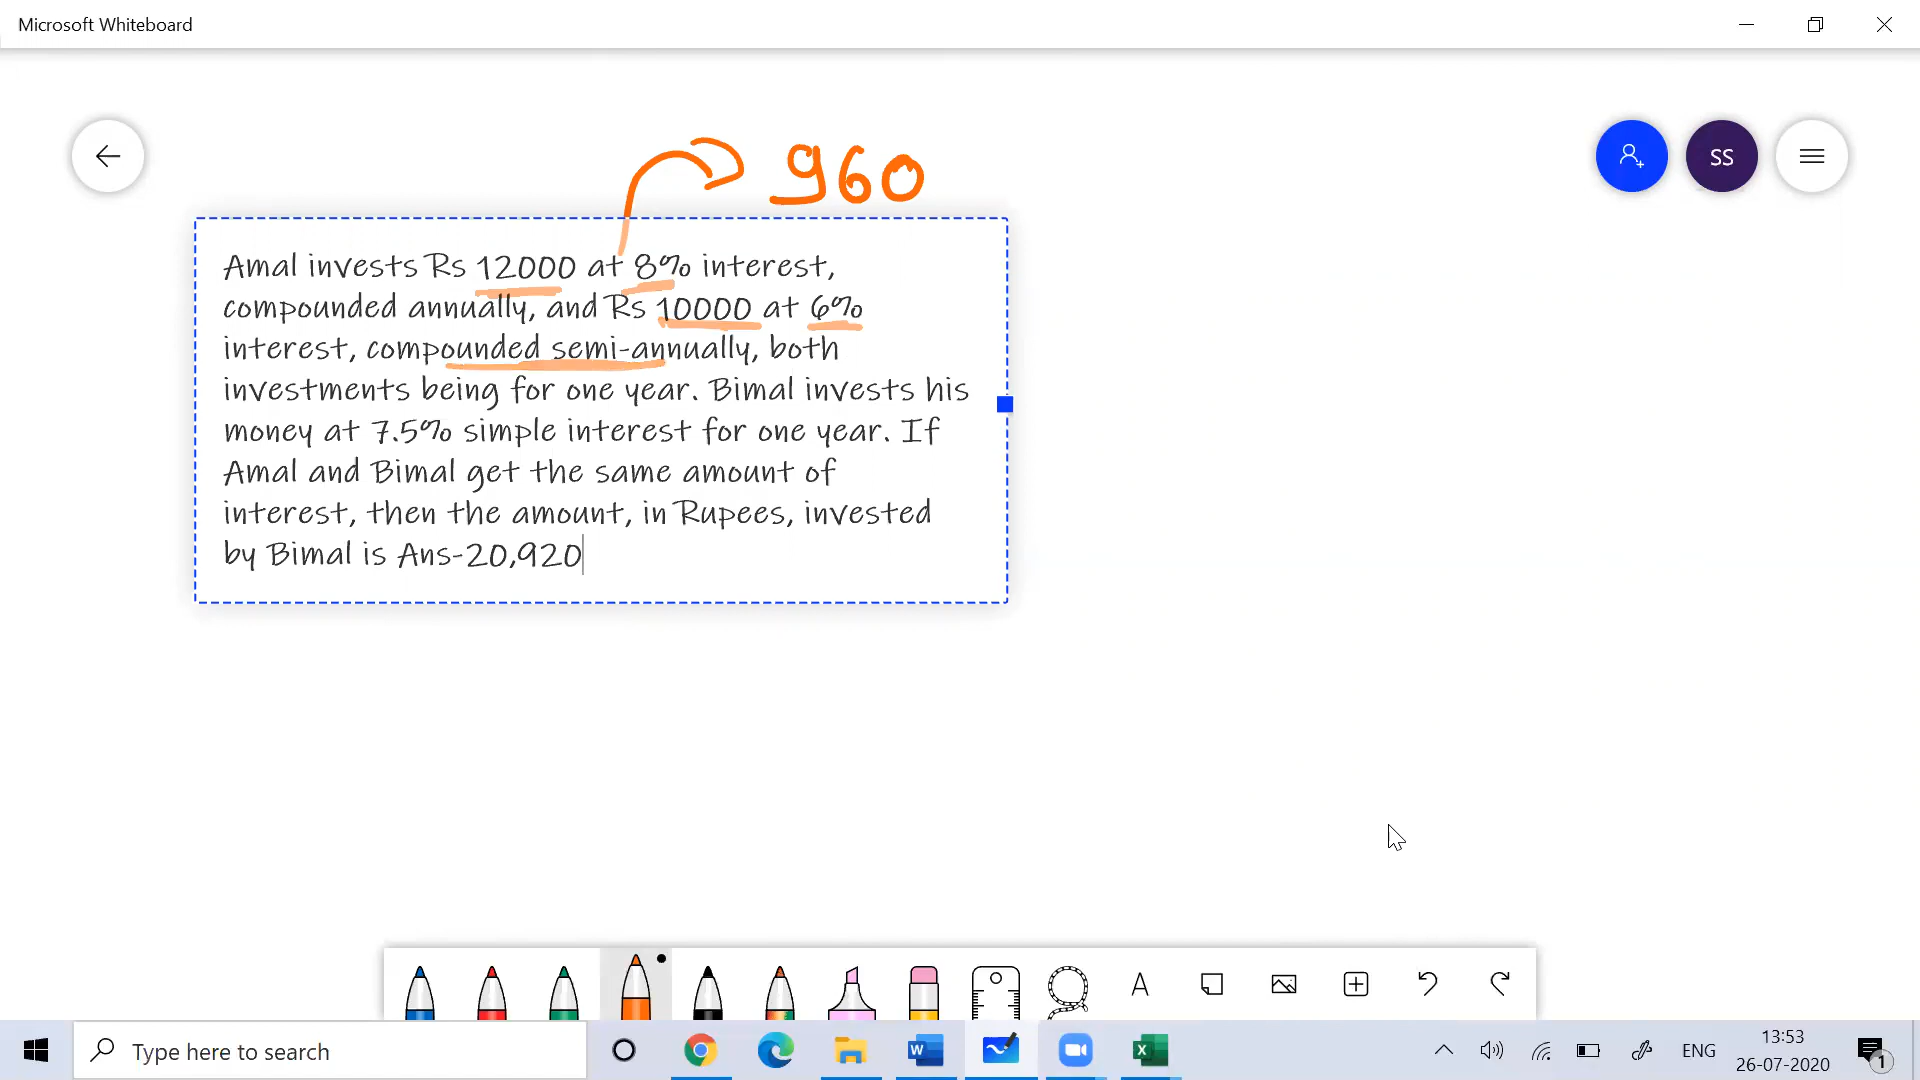 Microsoft Whiteboard
SS
960
Amal invests Rs 12000 at 8% interest,
compounded annually, and Rs 10000 at 6%
interest, compounded semi-annually, both
investments being for one year. Bimal invests his
money at 7.5% simple interest for one year. If
Amal and Bimal get the same amount of
interest, then the amount, in Rupees, invested
by Bimal is Ans-20,920
A
Type here to search
W
X
ENG
13:53
26-07-2020
1